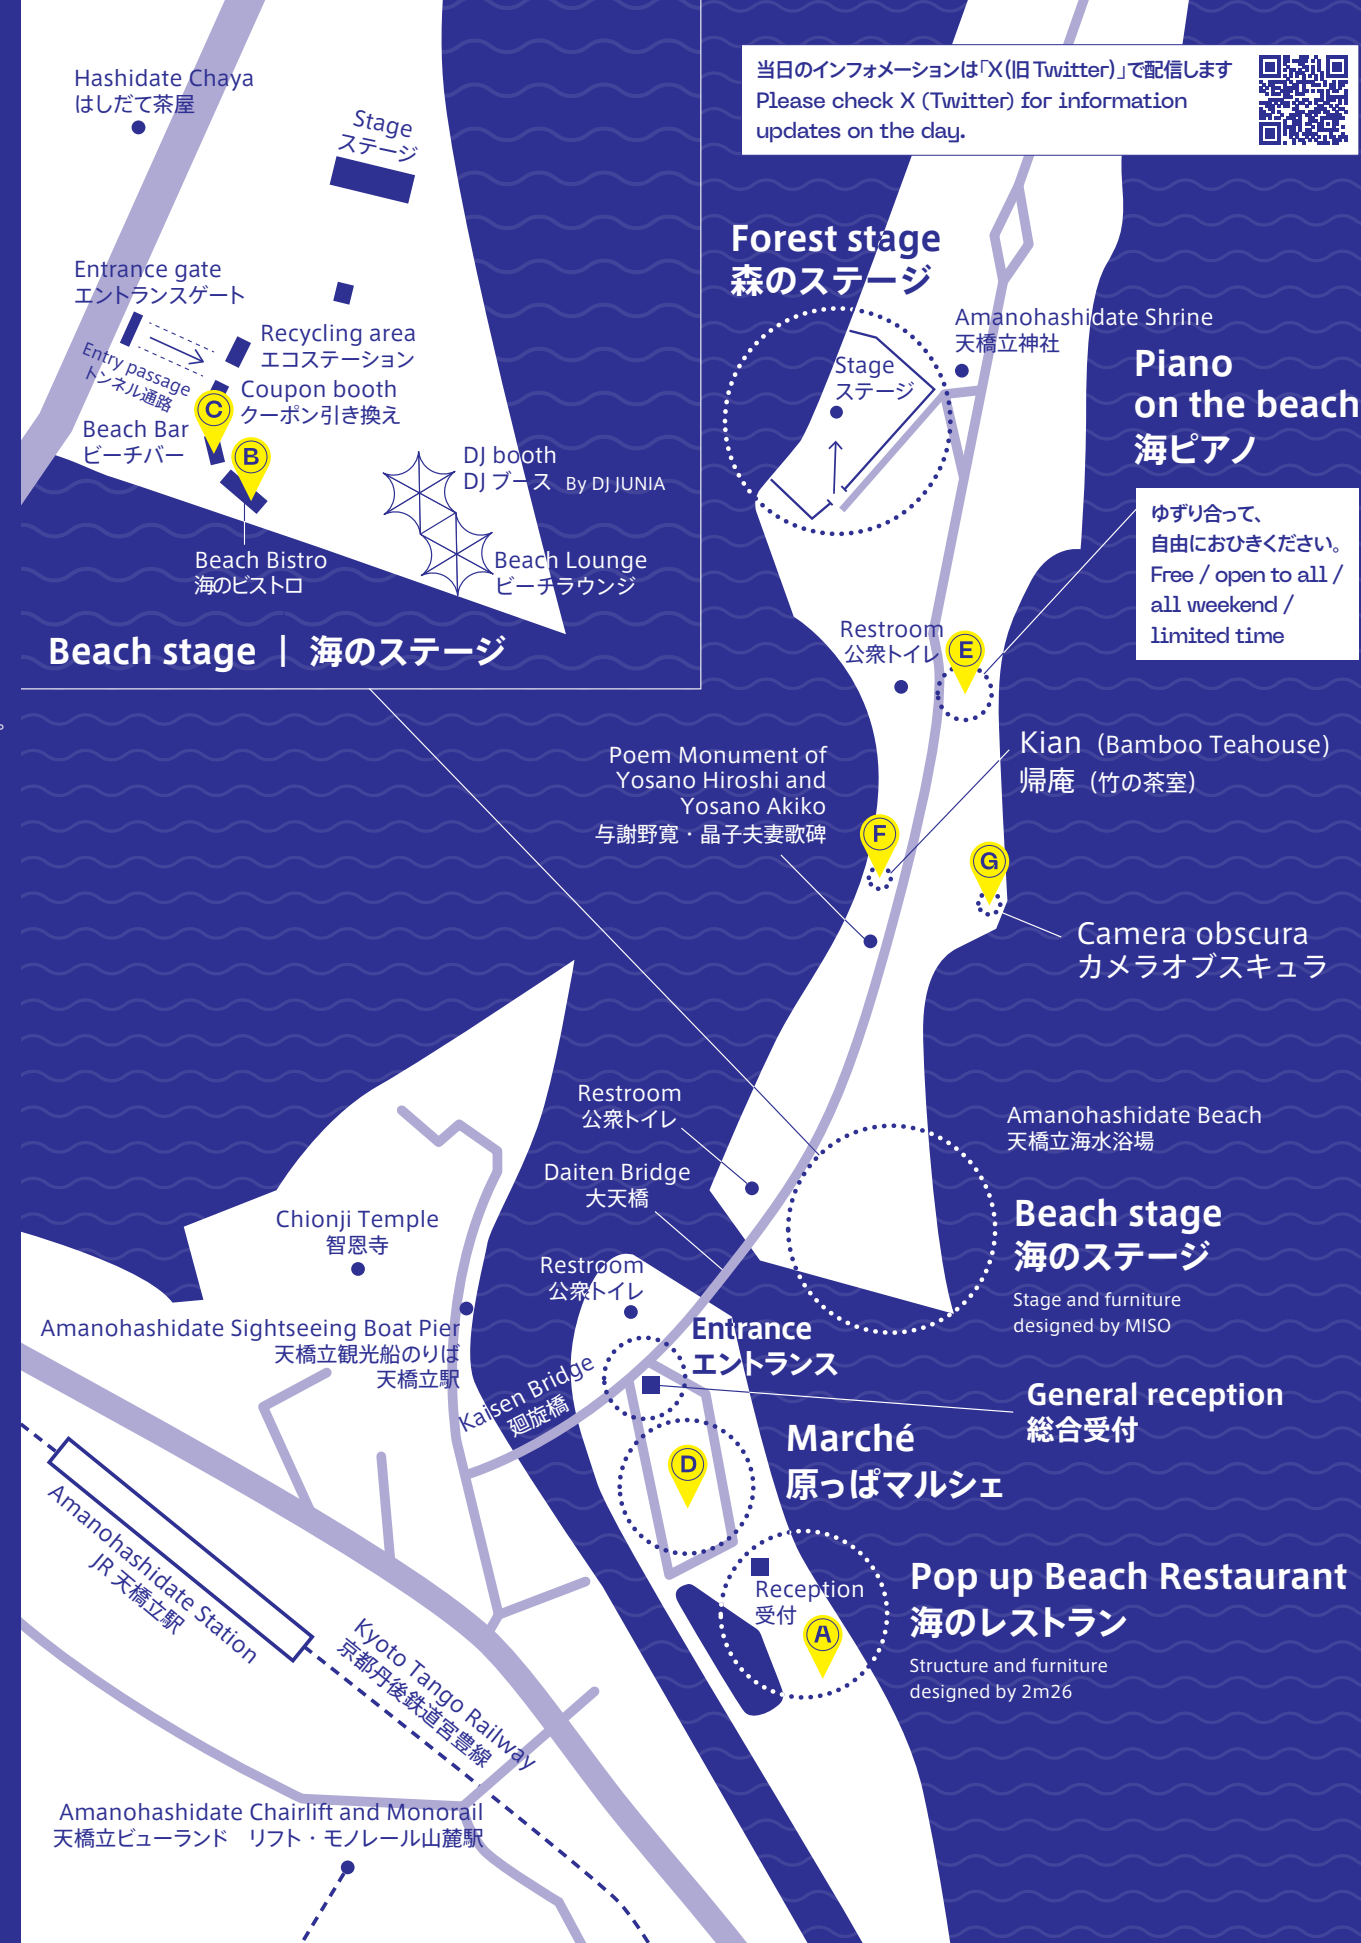 Hashidate Chaya
はしだて茶屋
Stage
ステージ
Entrance gate
エントランスゲート
Recycling area
エコステーション
Entry passage
トンネル通路
Coupon booth
クーポン引き換え
C
Beach Bar
ビーチバー
B
DJ booth
DJ ブース By DJ JUNIA
Beach Bistro
海のビストロ
Beach Lounge
ビーチラウンジ
Beach stage | 海のステージ
当日のインフォメーションは「X(旧Twitter)」で配信します
Please check X (Twitter) for information
updates on the day.
Forest stage
森のステージ
Stage
ステージ
Amanohashidate Shrine
天橋立神社
Piano
on the beach
海ピアノ
ゆずり合って、
自由におひきください。
Free / open to all /
all weekend /
limited time
Restroom
公衆トイレ
E
。
Kian (Bamboo Teahouse)
帰庵 (竹の茶室)
Poem Monument of
Yosano Hiroshi and
Yosano Akiko
与謝野寛・晶子夫妻歌碑
F
G
Camera obscura
カメラオブスキュラ
Restroom
公衆トイレ
Amanohashidate Beach
天橋立海水浴場
Daiten Bridge
大天橋
Beach stage
海のステージ
Stage and furniture
designed by MISO
Chionji Temple
智恩寺
Restroom
公衆トイレ
Amanohashidate Sightseeing Boat Pier
天橋立観光船のりば
天橋立駅
Entrance
エントランス
Kaisen Bridge
廻旋橋
General reception
総合受付
Marché
原っぱマルシェ
D
Amanohashidate Station
JR 天橋立駅
Reception
受付
A
Pop up Beach Restaurant
海のレストラン
Structure and furniture
designed by 2m26
Kyoto Tango Railway
京都丹後鉄道宮豊線
Amanohashidate Chairlift and Monorail
天橋立ビューランド リフト・モノレール山麓駅